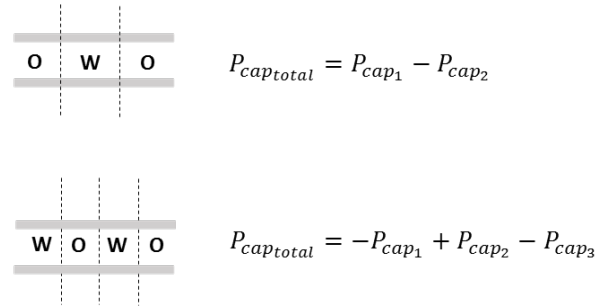 O W O P_{cap_{total}} = P_{cap_1} − P_{cap_2}
W O W O P_{cap_{total}} = −P_{cap_1} + P_{cap_2} − P_{cap_3}